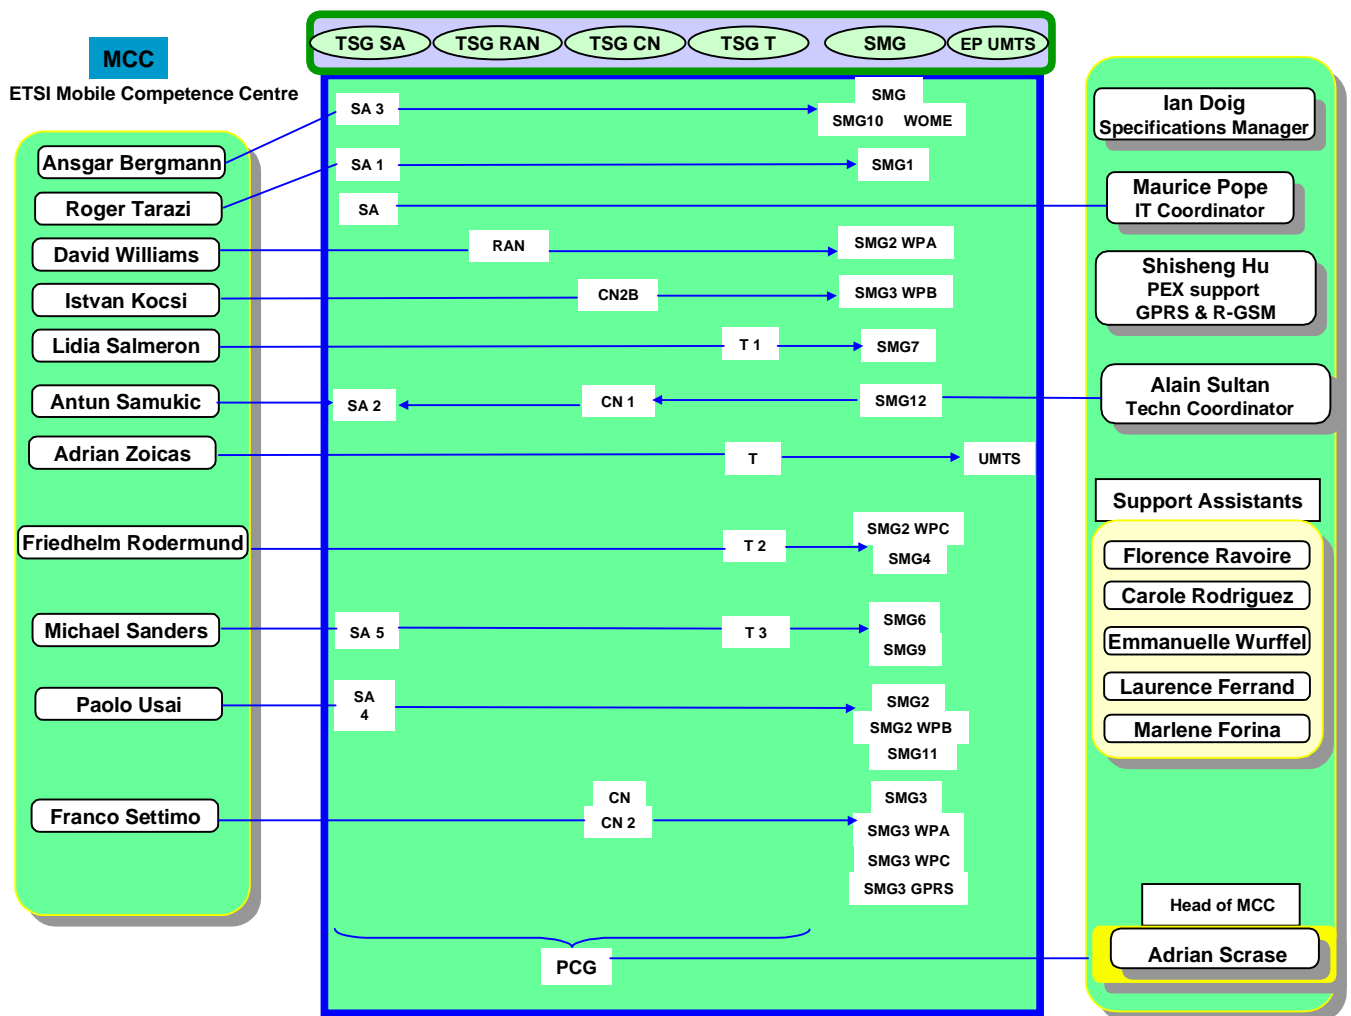 TSG SA
TSG RAN
TSG CN
TSG T
SMG
EP UMTS
MCC
ETSI Mobile Competence Centre
Ansgar Bergmann
Roger Tarazi
David Williams
Istvan Kocsi
Lidia Salmeron
Antun Samukic
Adrian Zoicas
Friedhelm Rodermund
Michael Sanders
Paolo Usai
Franco Settimo
SA 3
SMG
SMG10 WOME
SA 1
SMG1
SA
RAN
SMG2 WPA
CN2B
SMG3 WPB
T 1
SMG7
SA 2
CN 1
SMG12
T
UMTS
T 2
SMG2 WPC
SMG4
SA 5
T 3
SMG6
SMG9
SA
4
SMG2
SMG2 WPB
SMG11
CN
CN 2
SMG3
SMG3 WPA
SMG3 WPC
SMG3 GPRS
PCG
Ian Doig
Specifications Manager
Maurice Pope
IT Coordinator
Shisheng Hu
PEX support
GPRS & R-GSM
Alain Sultan
Techn Coordinator
Support Assistants
Florence Ravoire
Carole Rodriguez
Emmanuelle Wurffel
Laurence Ferrand
Marlene Forina
Head of MCC
Adrian Scrase